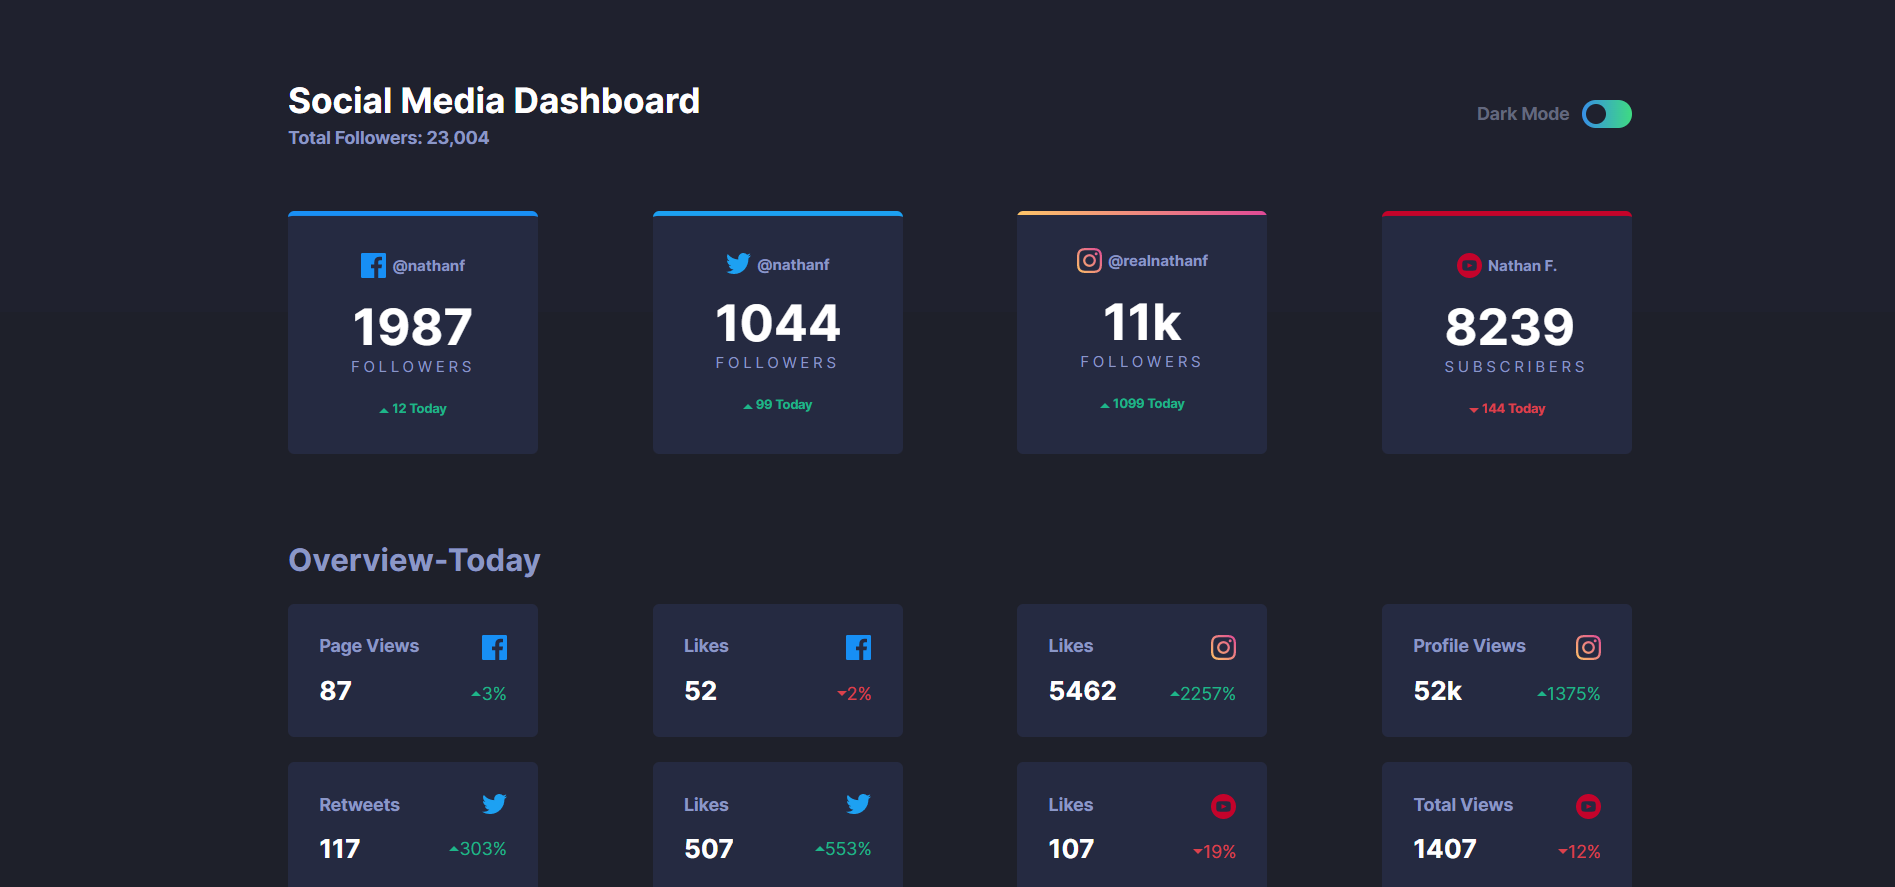 Social Media Dashboard
Total Followers: 23,004
Dark Mode
@nathanf
1987
FOLLOWERS
12 Today
@nathanf
1044
FOLLOWERS
99 Today
@realnathanf
11k
FOLLOWERS
1099 Today
Nathan F.
8239
SUBSCRIBERS
144 Today
Overview-Today
Page Views
87
3%
Likes
52
2%
Likes
5462
2257%
Profile Views
52k
1375%
Retweets
117
303%
Likes
507
553%
Likes
107
19%
Total Views
1407
12%